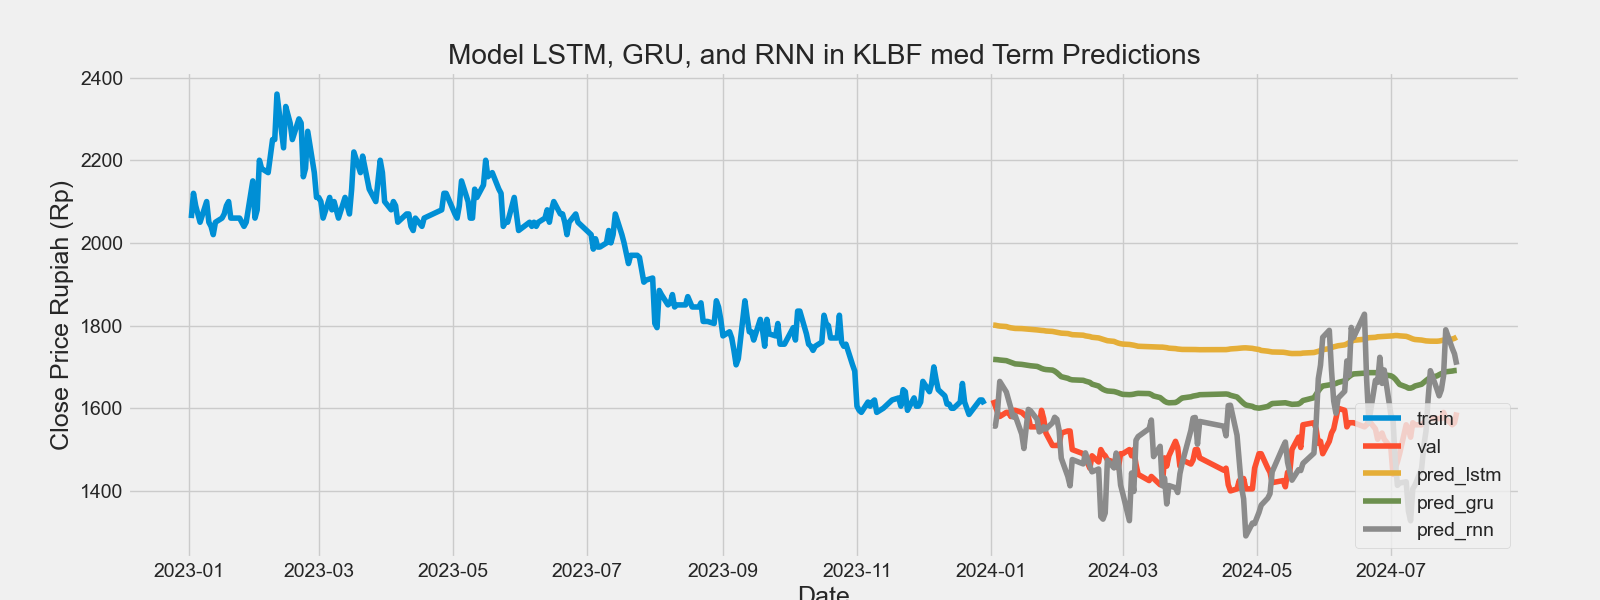 Model LSTM, GRU, and RNN in KLBF med Term Predictions
Close Price Rupiah (Rp)
2400
2200
2000
1800
1600
1400
train
val
pred_lstm
pred_gru
pred_rnn
2023-01 2023-03 2023-05 2023-07 2023-09 2023-11 2024-01 2024-03 2024-05 2024-07
Date